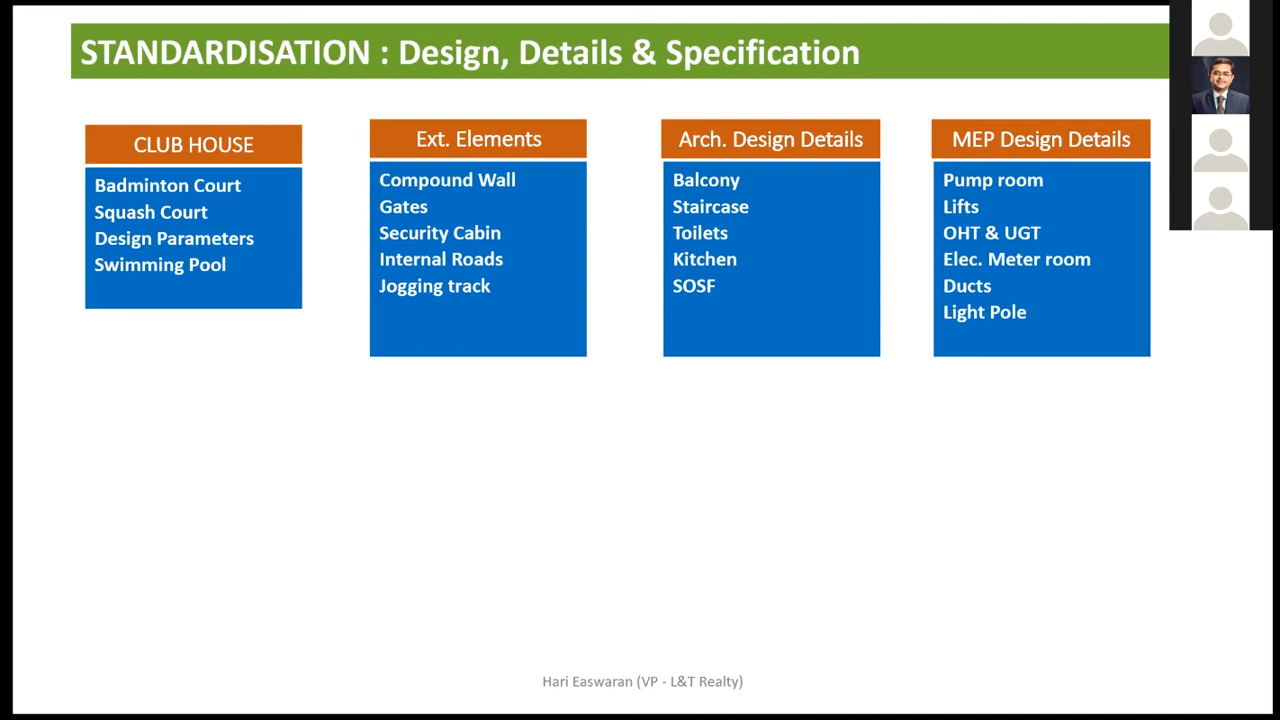 STANDARDISATION : Design, Details & Specification
CLUB HOUSE
Badminton Court
Squash Court
Design Parameters
Swimming Pool
Ext. Elements
Compound Wall
Gates
Security Cabin
Internal Roads
Jogging track
Arch. Design Details
Balcony
Staircase
Toilets
Kitchen
SOSF
MEP Design Details
Pump room
Lifts
OHT & UGT
Elec. Meter room
Ducts
Light Pole
Hari Easwaran (VP - L&T Realty)